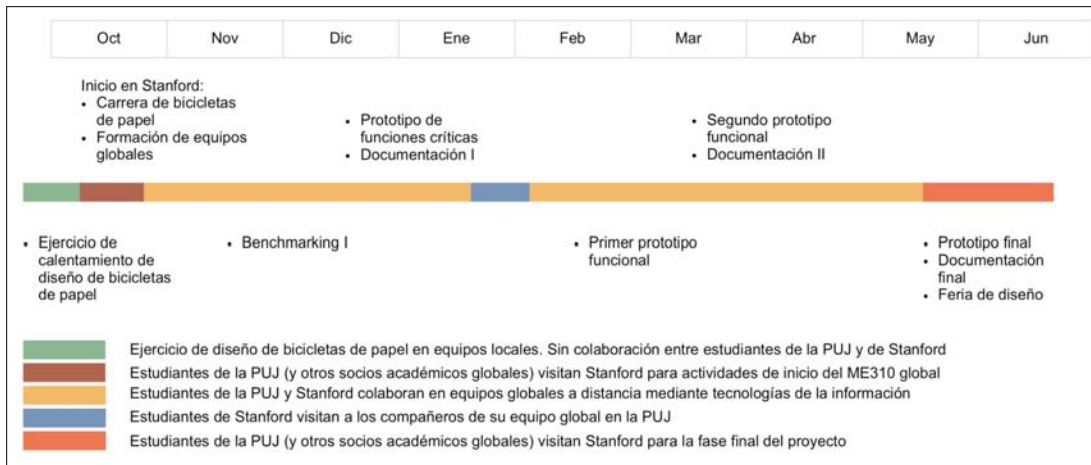 Oct Nov Dic Ene Feb Mar Abr May Jun
Inicio en Stanford:
• Carrera de bicicletas
de papel
• Formación de equipos
globales
• Prototipo de
funciones críticas
• Documentación I
• Segundo prototipo
funcional
• Documentación II
• Ejercicio de
calentamiento de
diseño de bicicletas
de papel
• Benchmarking I
• Primer prototipo
funcional
• Prototipo final
• Documentación
final
• Feria de diseño
Ejercicio de diseño de bicicletas de papel en equipos locales. Sin colaboración entre estudiantes de la PUJ y de Stanford
Estudiantes de la PUJ (y otros socios académicos globales) visitan Stanford para actividades de inicio del ME310 global
Estudiantes de la PUJ y Stanford colaboran en equipos globales a distancia mediante tecnologías de la información
Estudiantes de Stanford visitan a los compañeros de su equipo global en la PUJ
Estudiantes de la PUJ (y otros socios académicos globales) visitan Stanford para la fase final del proyecto